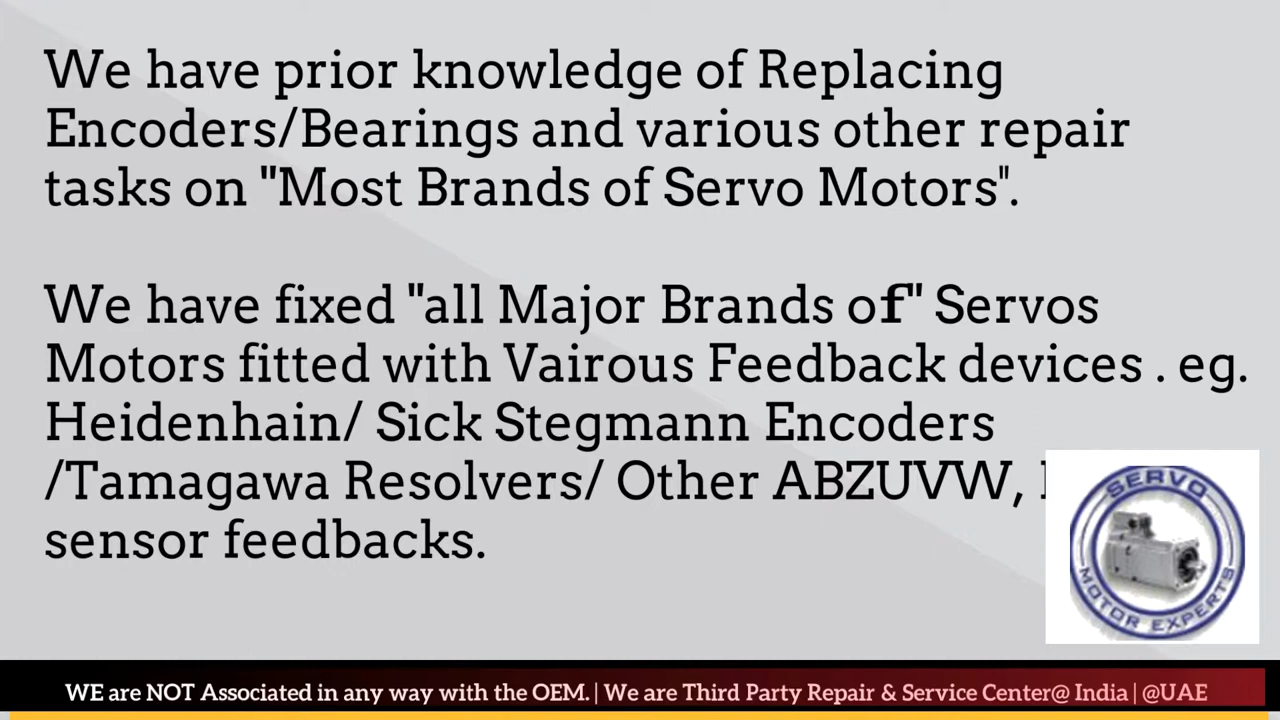 We have prior knowledge of Replacing
Encoders/Bearings and various other repair
tasks on "Most Brands of Servo Motors".
We have fixed "all Major Brands of" Servos
Motors fitted with Vairous Feedback devices . eg.
Heidenhain/ Sick Stegmann Encoders
/Tamagawa Resolvers/ Other ABZUVW,
sensor feedbacks.
SERVO
MOTOR EXPERTS
WE are NOT Associated in any way with the OEM. | We are Third Party Repair & Service Center@ India | @UAE